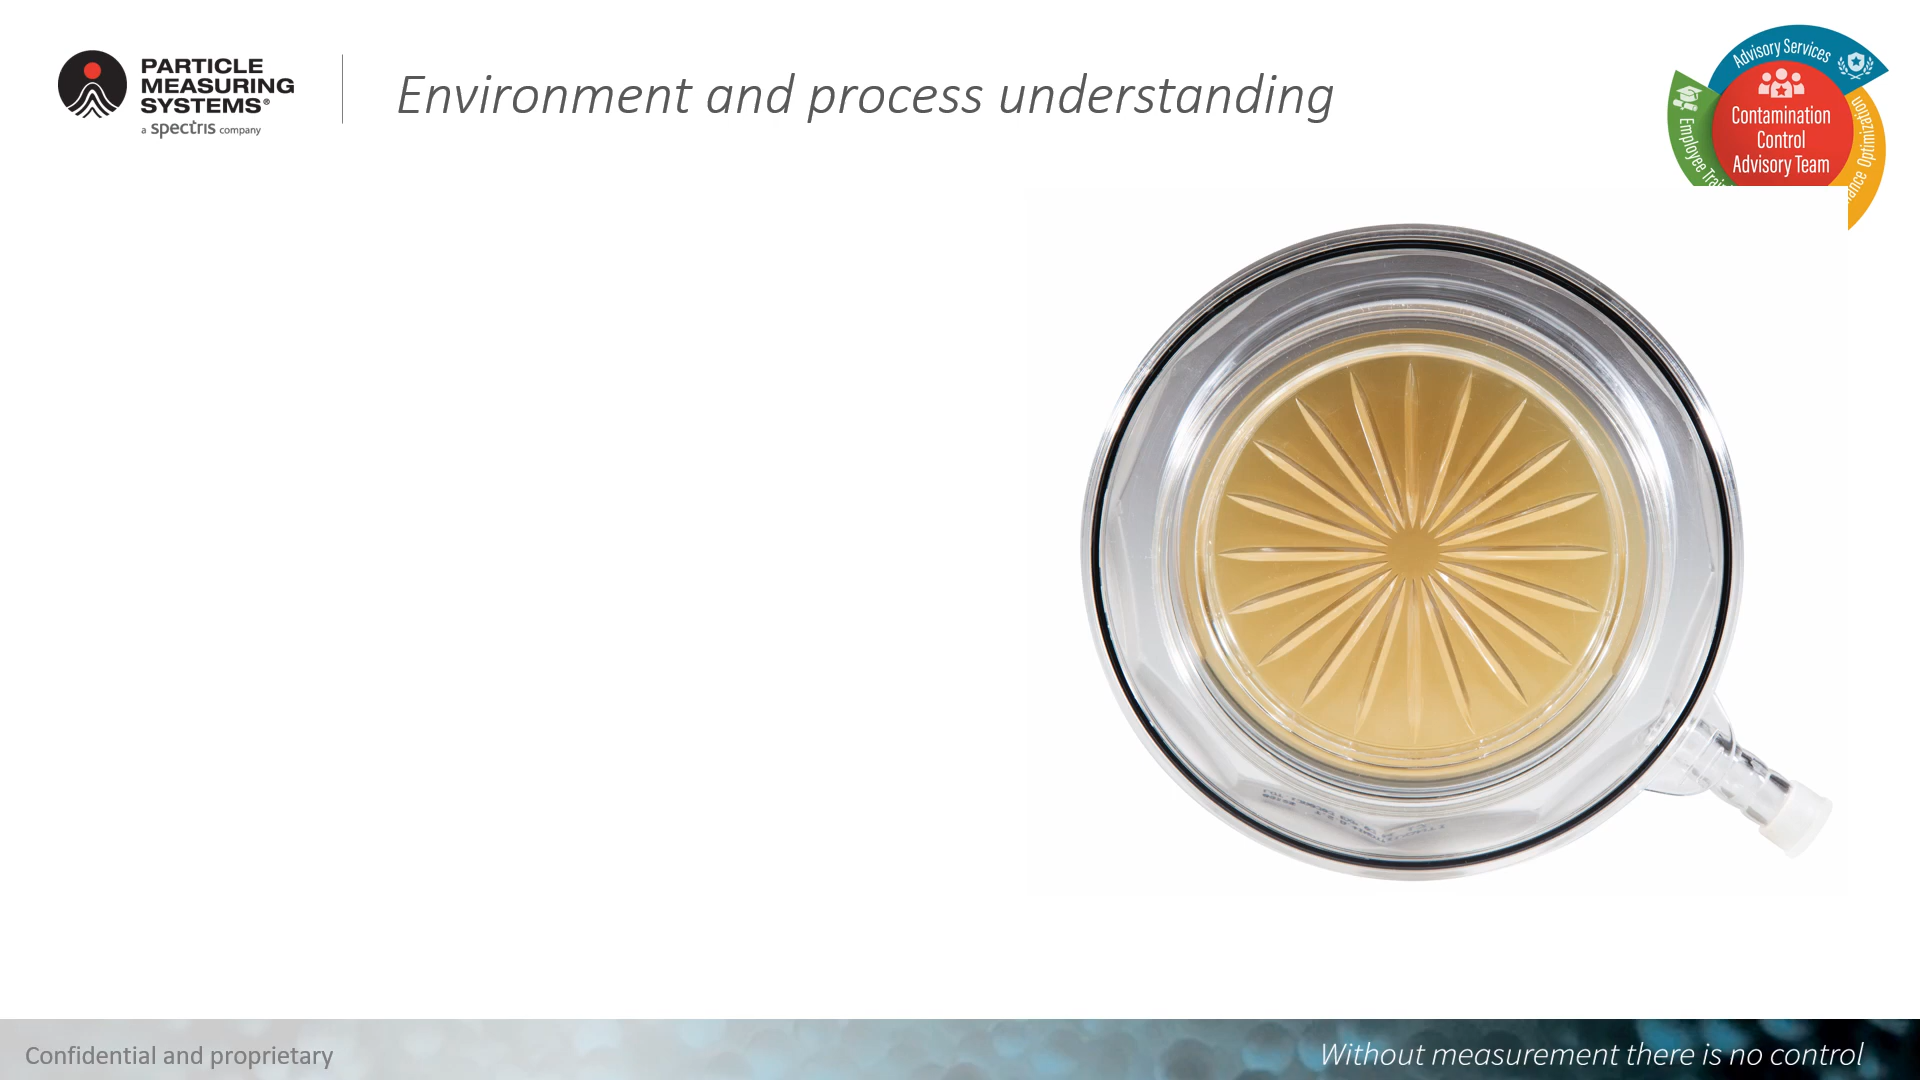 PARTICLE
MEASURING
SYSTEMS®
a spectris company
Environment and process understanding
Advisory Services
Contamination
Control
Advisory Team
Employee
Optimization
Confidential and proprietary
Without measurement there is no control